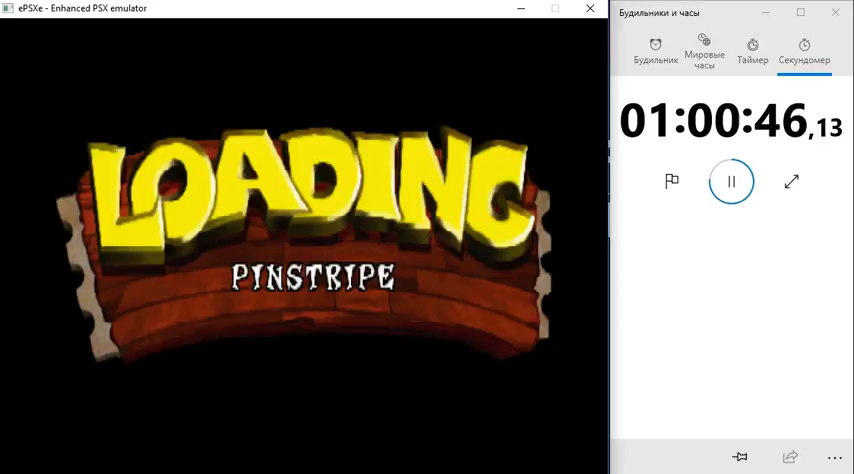 ePSXe - Enhanced PSX emulator
LOADING
PINSTRIPE
Будильники и часы
Будильник
Мировые
часы
Таймер
Секундомер
01:00:46,13